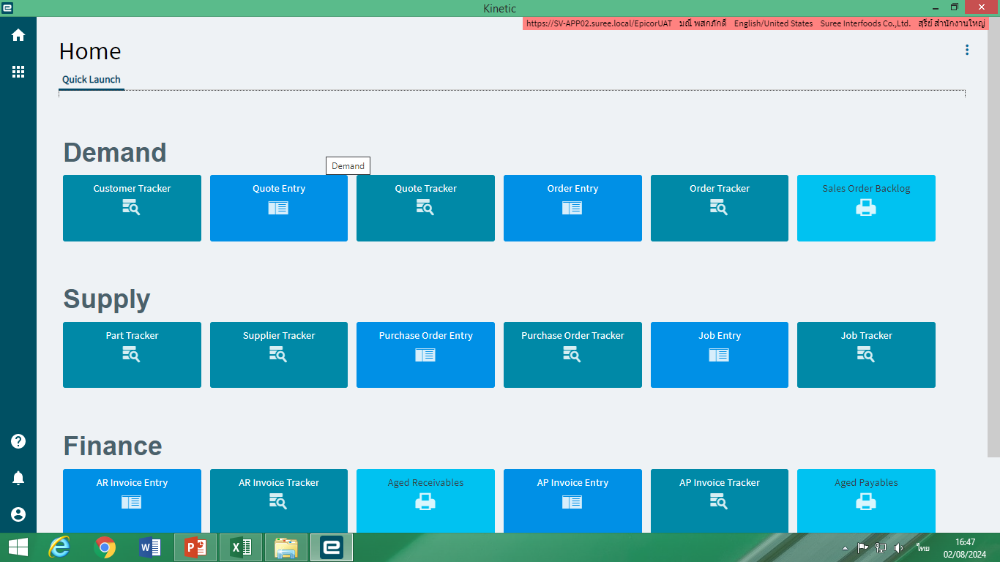 Kinetic
https://SV-APP02.suree.local/EpicorUAT มณี พสกภักดี English/United States Suree Interfoods Co.,Ltd. สุรีย์ สำนักงานใหญ่
Home
Quick Launch
Demand
Demand
Customer Tracker Quote Entry Quote Tracker Order Entry Order Tracker Sales Order Backlog
Supply
Part Tracker Supplier Tracker Purchase Order Entry Purchase Order Tracker Job Entry Job Tracker
Finance
AR Invoice Entry AR Invoice Tracker Aged Receivables AP Invoice Entry AP Invoice Tracker Aged Payables
ไทย 16:47
02/08/2024